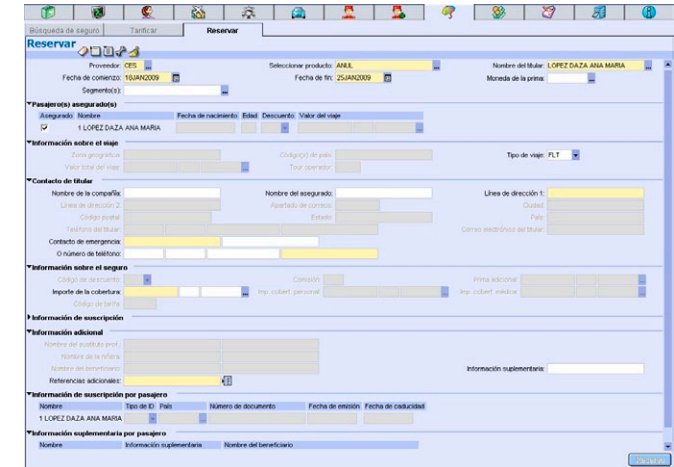 Búsqueda de seguro Tarificar Reservar
Reservar
Proveedor: CES Seleccionar producto: ANUL Nombre del titular: LOPEZ DAZA ANA MARIA
Fecha de comienzo: 18JAN2009 Fecha de fin: 25JAN2009 Moneda de la prima:
Segmento(s):
Pasajero(s) asegurado(s)
Asegurado Nombre Fecha de nacimiento Edad Descuento Valor del viaje
1 LOPEZ DAZA ANA MARIA
Información sobre el viaje
Zona geográfica: Código(s) de país: Tipo de viaje: FLT
Valor total del viaje: Tour operador:
Contacto de titular
Nombre de la compañía: Nombre del asegurado: Línea de dirección 1:
Línea de dirección 2: Apartado de correos: Ciudad:
Código postal: Estado: País:
Teléfono del titular: Correo electrónico del titular:
Contacto de emergencia:
O número de teléfono:
Información sobre el seguro
Código de descuento: Comisión: Prima adicional:
Importe de la cobertura: Imp. cobert. personal: Imp. cobert. médica:
Código de tarifa:
Información de suscripción
Información adicional
Nombre del sustituto prof.:
Nombre de la niñera:
Nombre del beneficiario: Información suplementaria:
Referencias adicionales:
Información de suscripción por pasajero
Nombre Tipo de ID País Número de documento Fecha de emisión Fecha de caducidad
1 LOPEZ DAZA ANA MARIA
Información suplementaria por pasajero
Nombre Información suplementaria Nombre del beneficiario